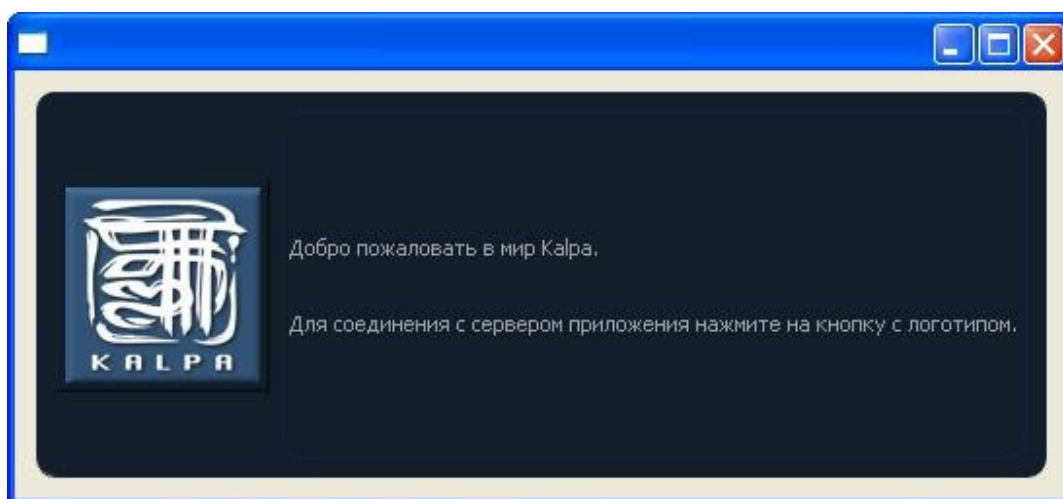 KALPA
Добро пожаловать в мир Kalpa.
Для соединения с сервером приложения нажмите на кнопку с логотипом.